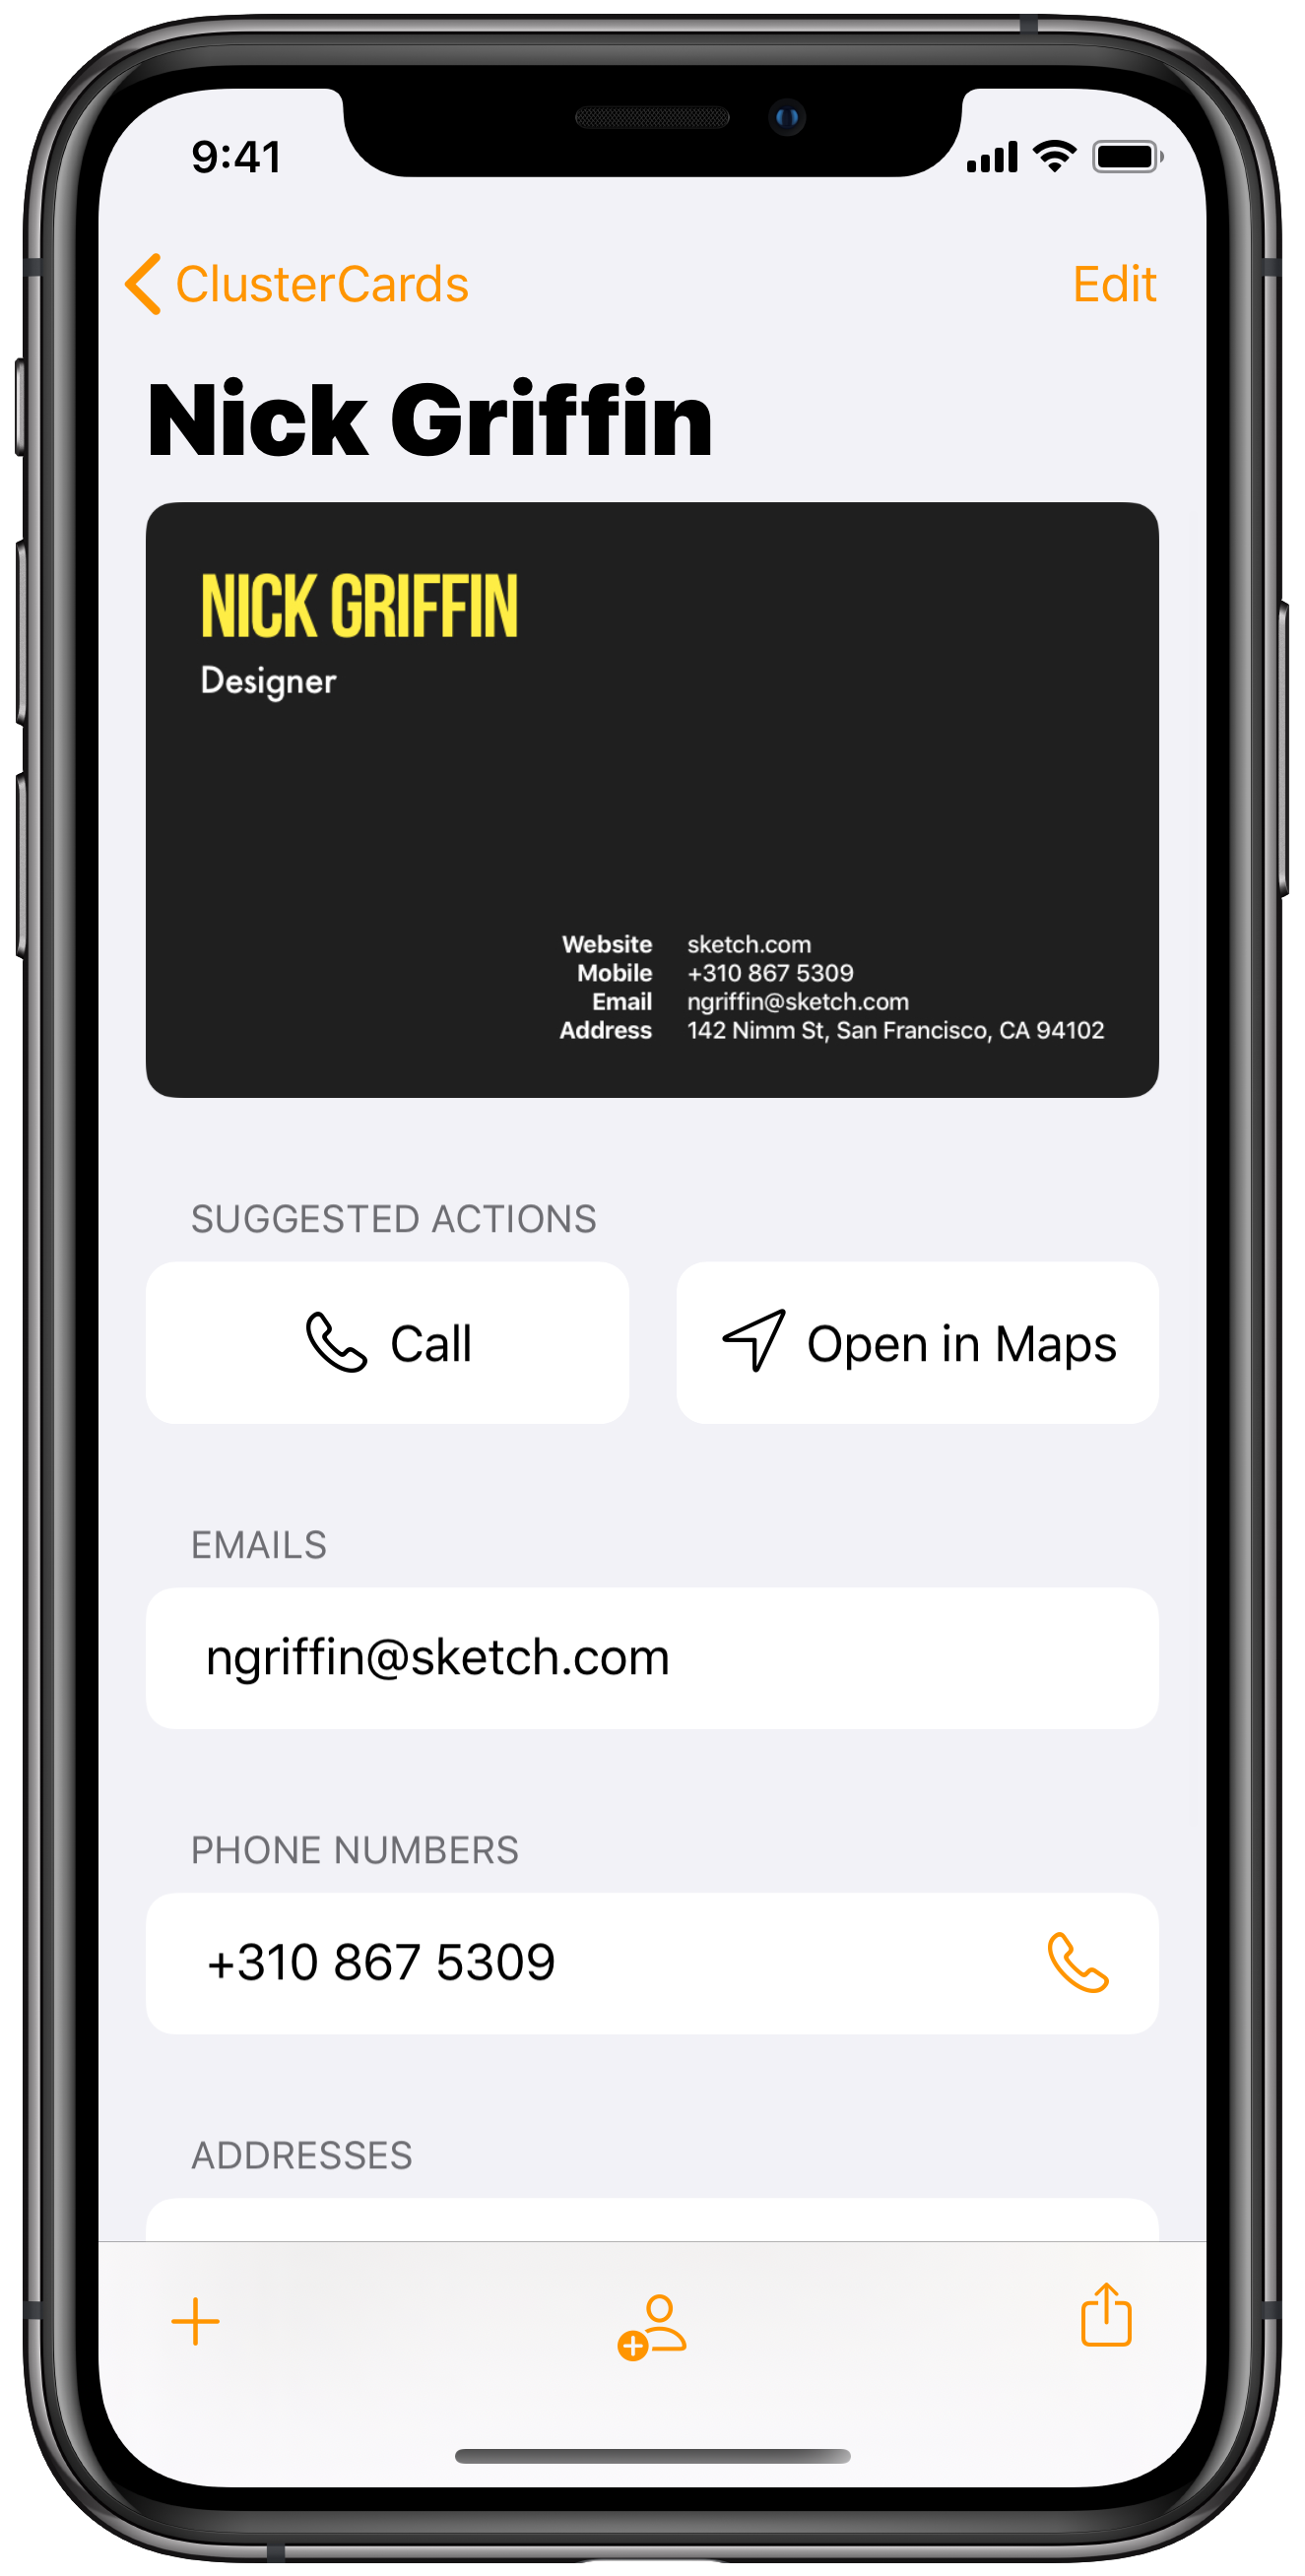 9:41
ClusterCards
Edit
Nick Griffin
NICK GRIFFIN
Designer
Website sketch.com
Mobile +310 867 5309
Email ngriffin@sketch.com
Address 142 Nimm St, San Francisco, CA 94102
SUGGESTED ACTIONS
Call
Open in Maps
EMAILS
ngriffin@sketch.com
PHONE NUMBERS
+310 867 5309
ADDRESSES